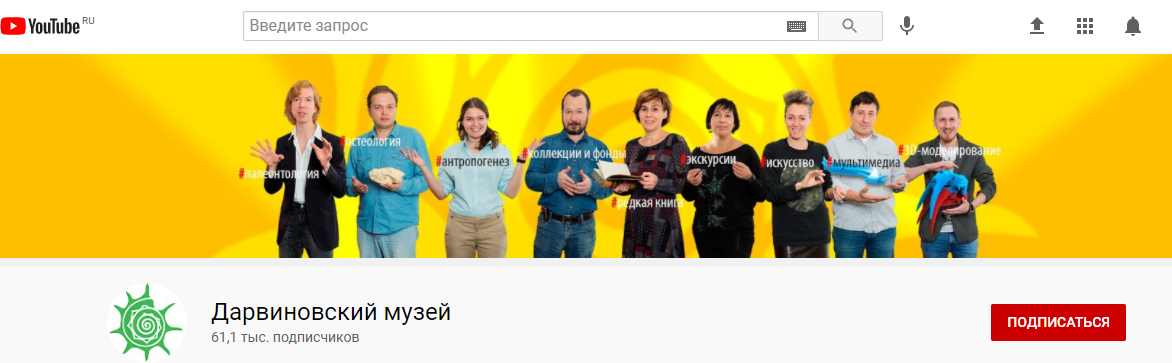 YouTube RU
Введите запрос
#палеонтология
#остеология
#антропогенез
#коллекции и фонды
#редкая книга
#экскурсии
#искусство
#мультимедиа
#3D-моделирование
Дарвиновский музей
61,1 тыс. подписчиков
ПОДПИСАТЬСЯ